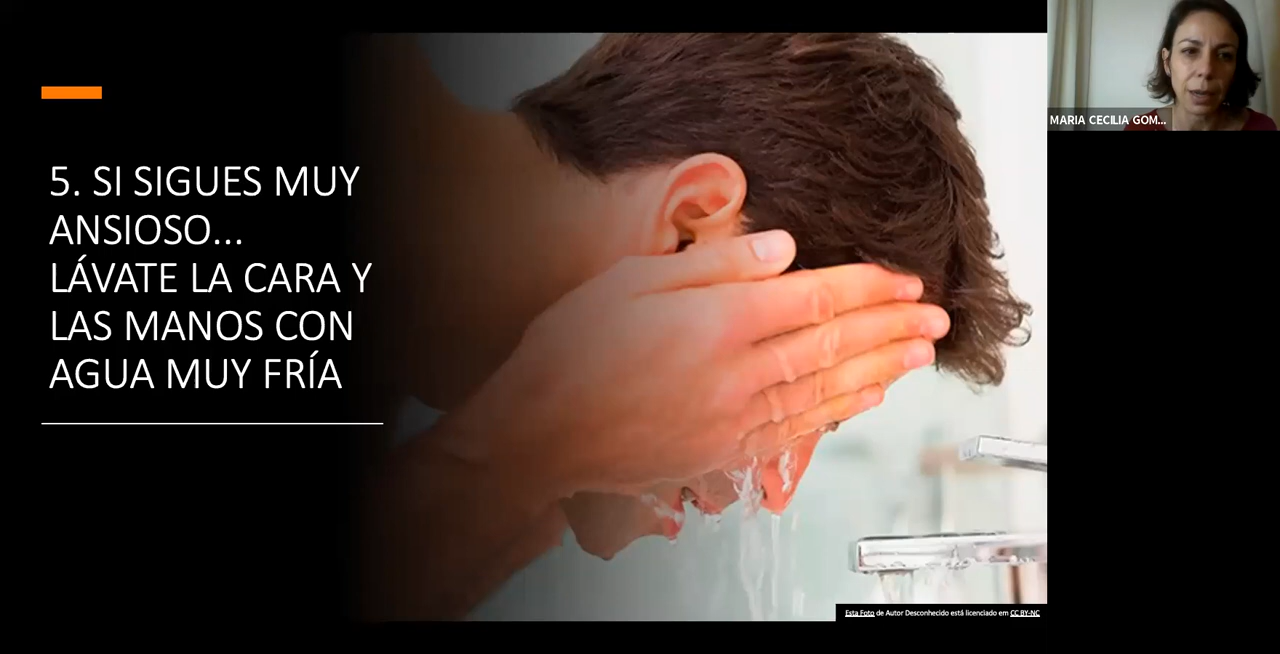 5. SI SIGUES MUY
ANSIOSO...
LÁVATE LA CARA Y
LAS MANOS CON
AGUA MUY FRÍA
MARIA CECILIA GOM...
Esta Foto de Autor Desconhecido está licenciado em CC BY-NC